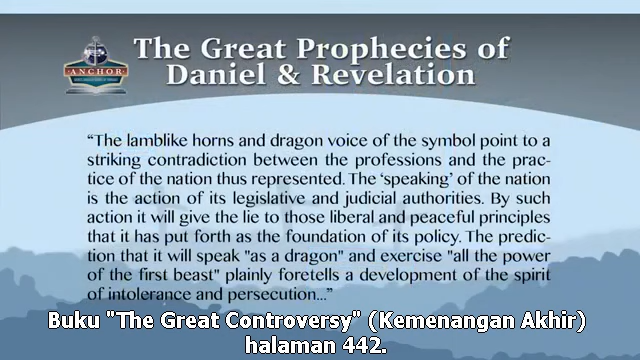 The Great Prophecies of
Daniel & Revelation
ANCHOR
“The lamblike horns and dragon voice of the symbol point to a
striking contradiction between the professions and the prac-
tice of the nation thus represented. The ‘speaking’ of the nation
is the action of its legislative and judicial authorities. By such
action it will give the lie to those liberal and peaceful principles
that it has put forth as the foundation of its policy. The predic-
tion that it will speak "as a dragon" and exercise "all the power
of the first beast" plainly foretells a development of the spirit
of intolerance and persecution...”
Buku "The Great Controversy" (Kemenangan Akhir)
halaman 442.